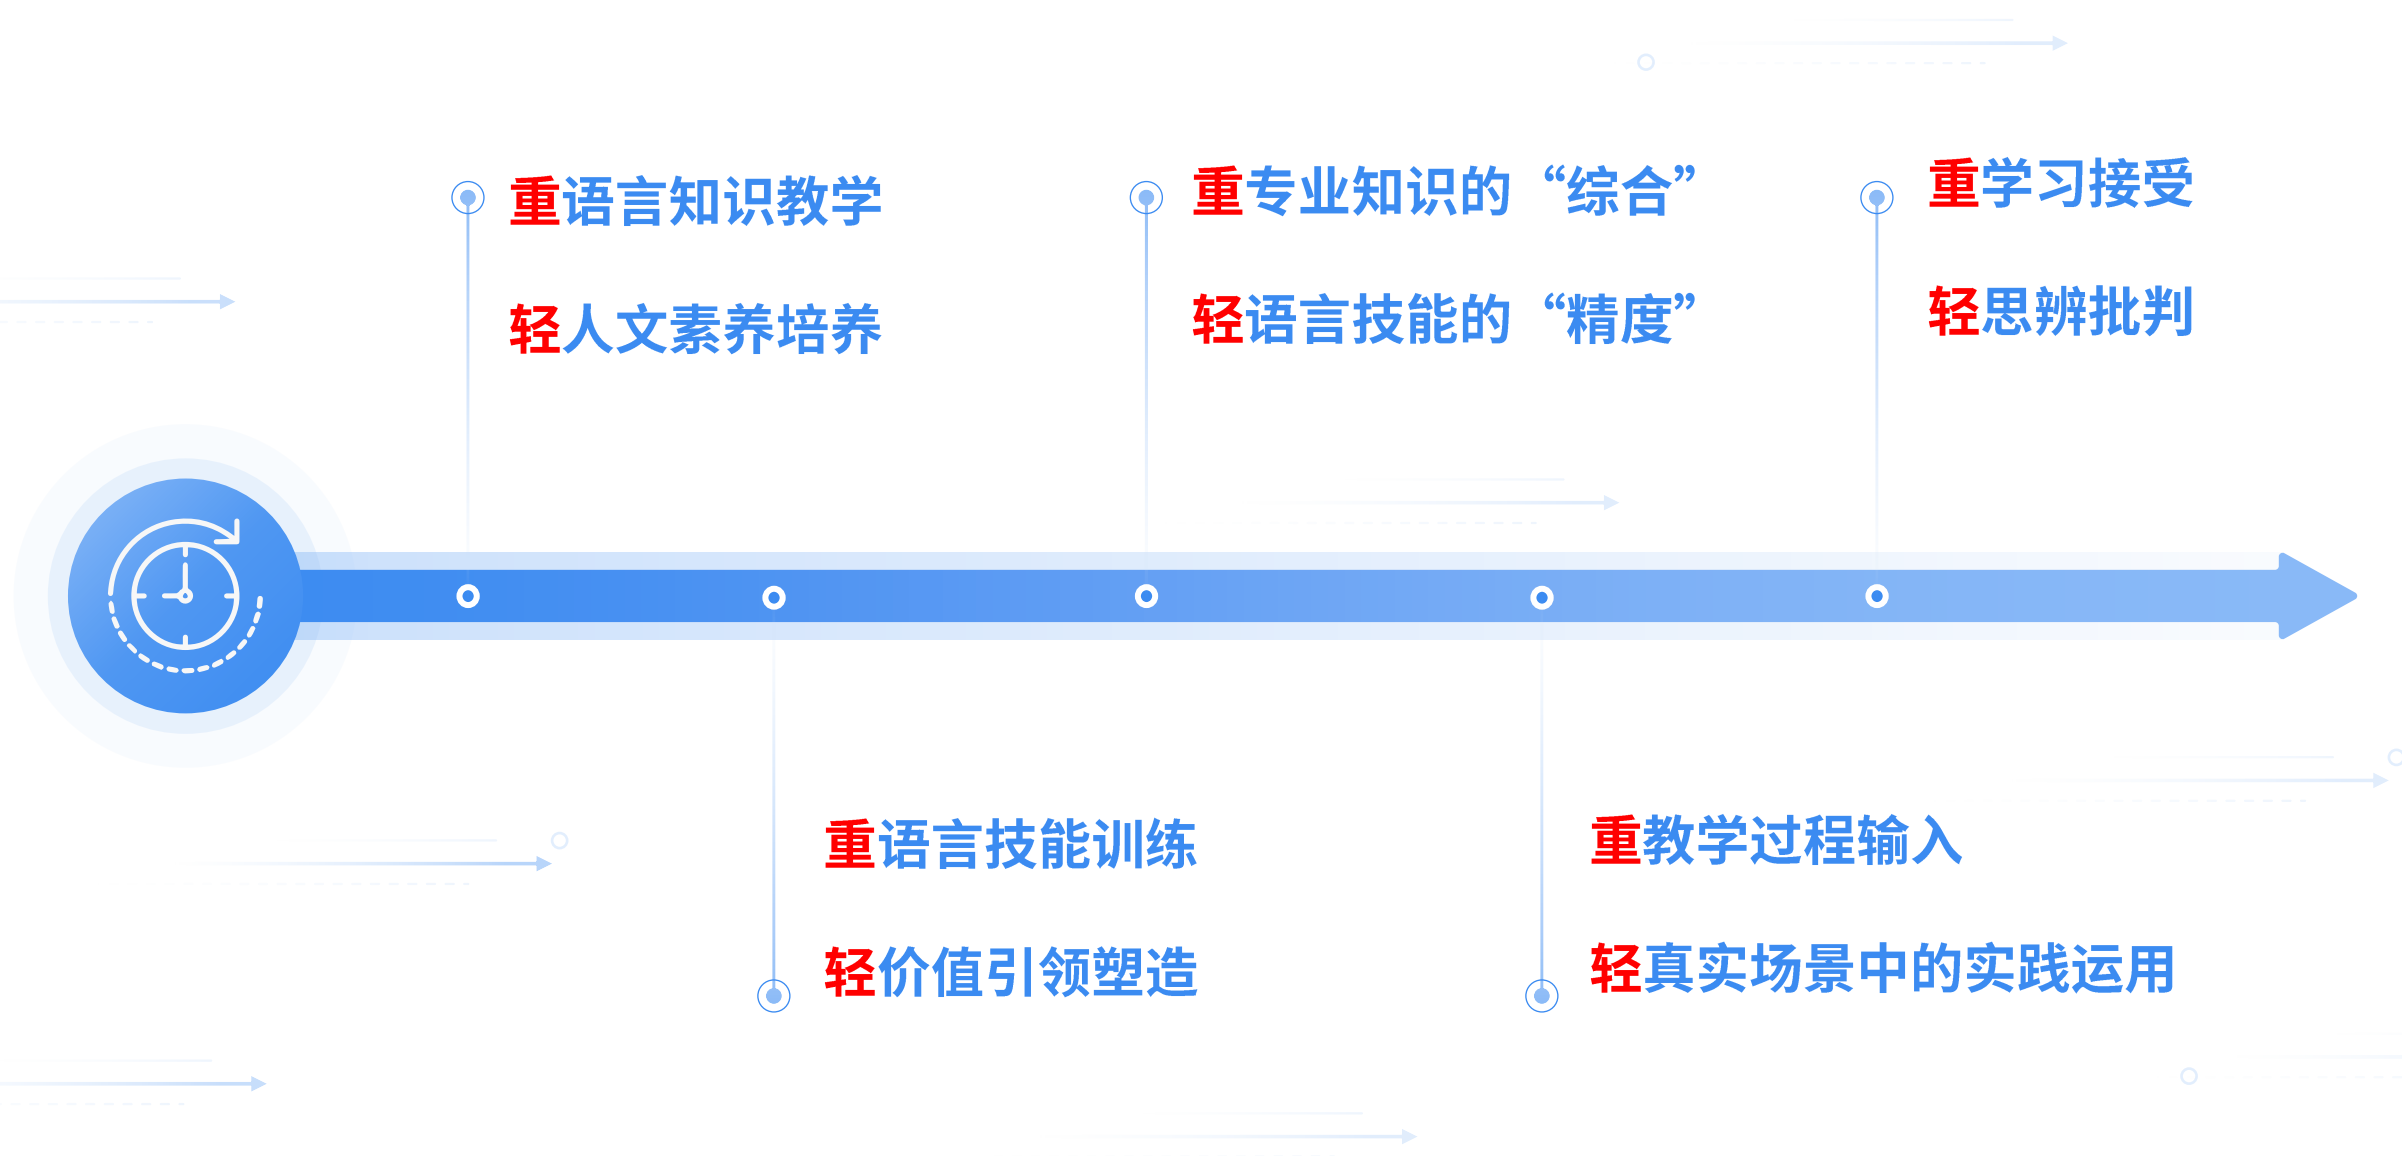 重语言知识教学
轻人文素养培养
重语言技能训练
轻价值引领塑造
重专业知识的“综合”
轻语言技能的“精度”
重教学过程输入
轻真实场景中的实践运用
重学习接受
轻思辨批判